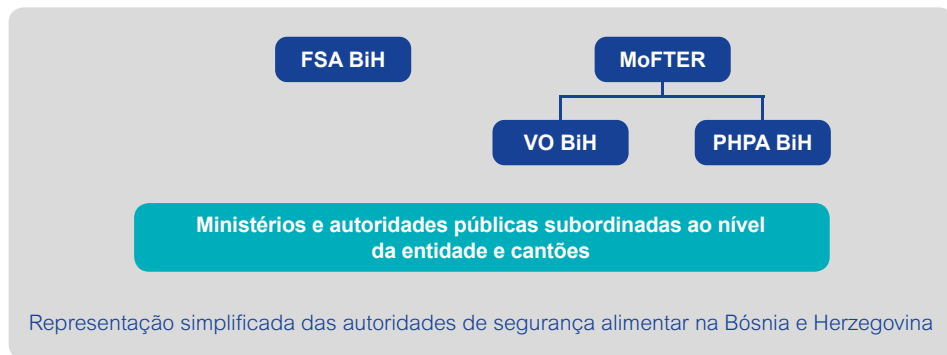 FSA BiH
MoFTER
VO BiH
PHPA BiH
Ministérios e autoridades públicas subordinadas ao nível
da entidade e cantões
Representação simplificada das autoridades de segurança alimentar na Bósnia e Herzegovina